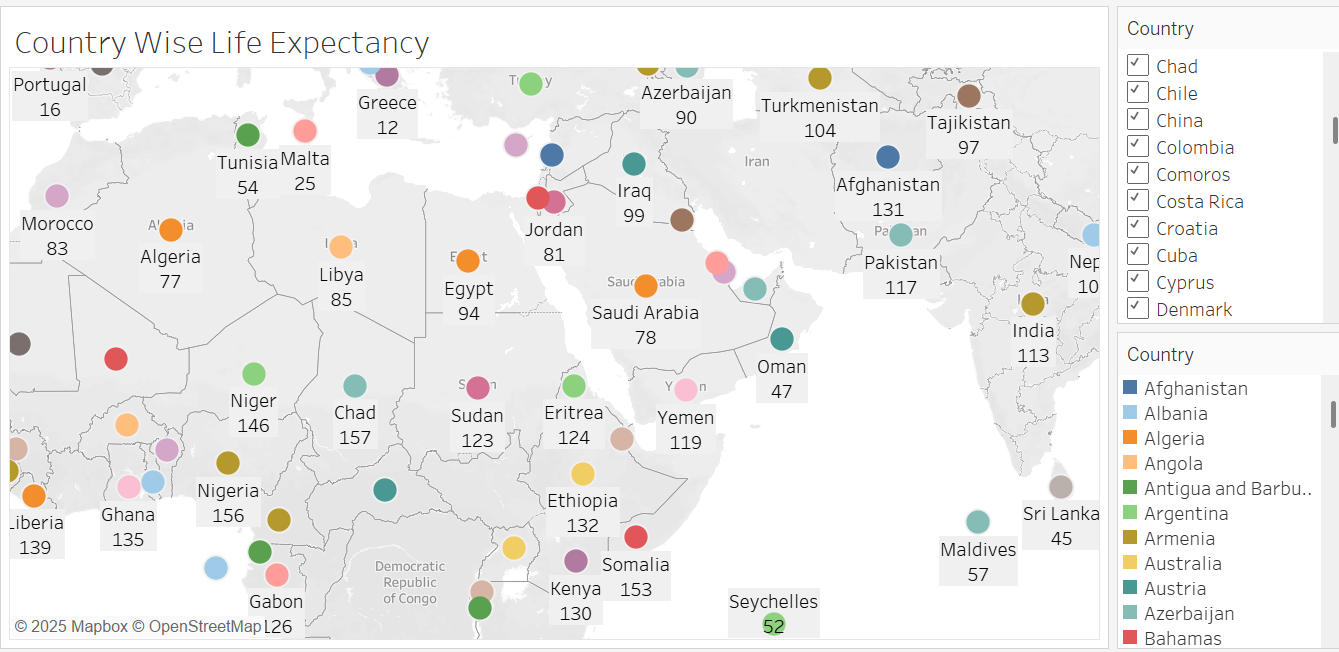 Country Wise Life Expectancy
Portugal
16
Greece
12
Azerbaijan
90
Turkmenistan
104
Tajikistan
97
Tunisia
54
Malta
25
Iraq
99
Iran
Afghanistan
131
Morocco
83
Algeria
77
Libya
85
Egypt
94
Jordan
81
Saudi Arabia
78
Pakistan
117
Nep
10
India
113
Oman
47
Niger
146
Chad
157
Sudan
123
Eritrea
124
Yemen
119
Liberia
139
Ghana
135
Nigeria
156
Ethiopia
132
Sri Lanka
45
Maldives
57
Gabon
126
Democratic
Republic
of Congo
Kenya
130
Somalia
153
Seychelles
52
© 2025 Mapbox © OpenStreetMap
Country
Chad
Chile
China
Colombia
Comoros
Costa Rica
Croatia
Cuba
Cyprus
Denmark
Country
Afghanistan
Albania
Algeria
Angola
Antigua and Barbu..
Argentina
Armenia
Australia
Austria
Azerbaijan
Bahamas